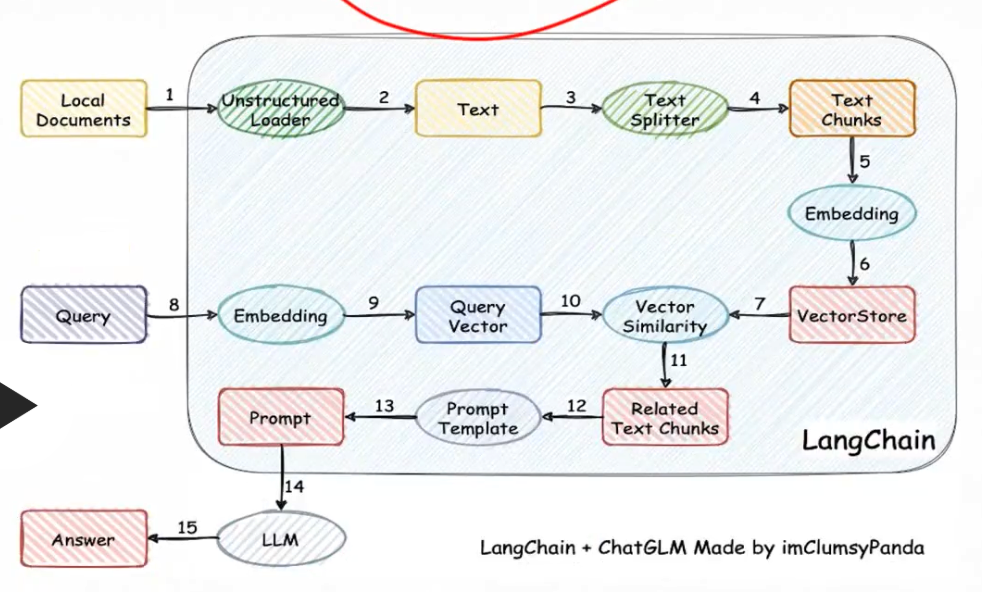 Local
Documents
1
Unstructured
Loader
2
Text
3
Text
Splitter
4
Text
Chunks
5
Embedding
6
Query
8
Embedding
9
Query
Vector
10
Vector
Similarity
7
VectorStore
11
Prompt
13
Prompt
Template
12
Related
Text Chunks
LangChain
14
Answer
15
LLM
LangChain + ChatGLM Made by imClumsyPanda